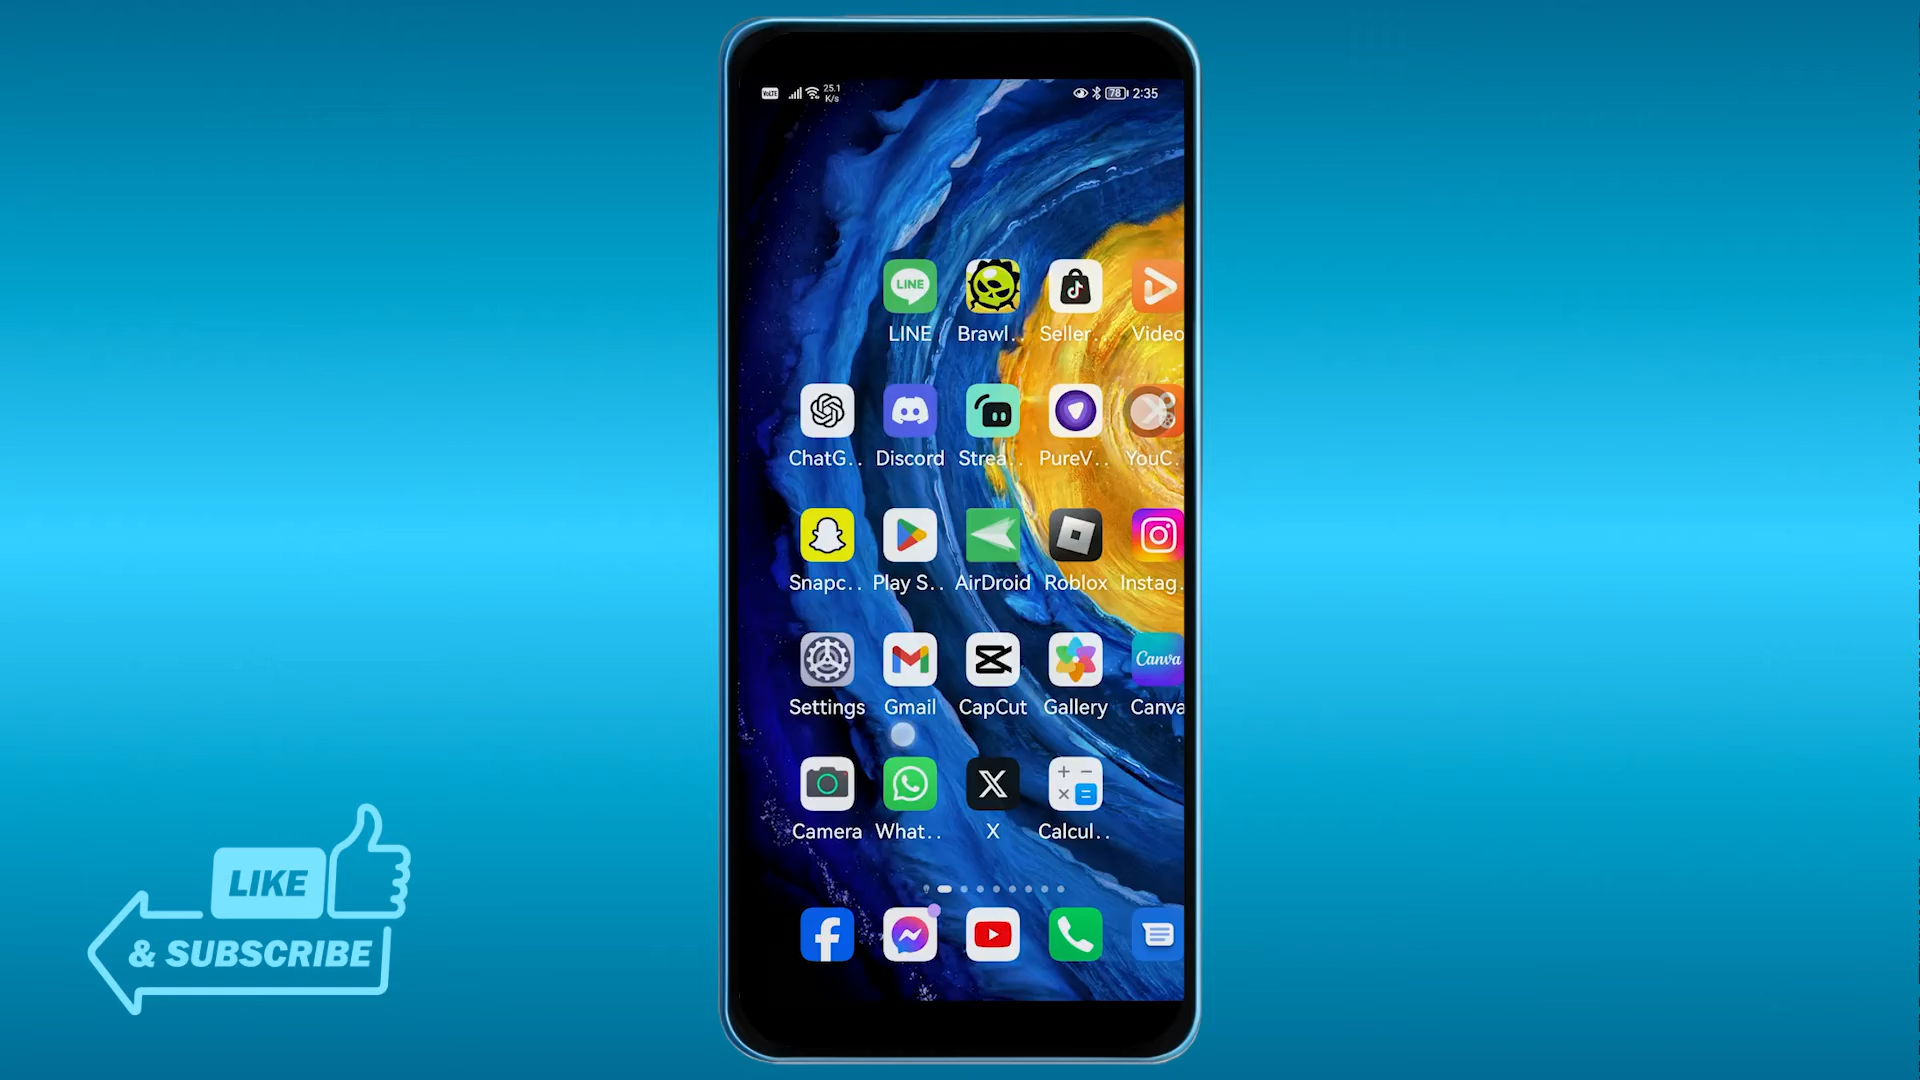 VoLTE 25.1 K/s 78 2:35
LINE
LINE Brawl.. Seller.. Video
ChatG.. Discord Strea.. PureV.. YouC.
Snapc.. Play S.. AirDroid Roblox Instag.
Canva
Settings Gmail CapCut Gallery Canva
Camera What.. X Calcul..
LIKE
& SUBSCRIBE